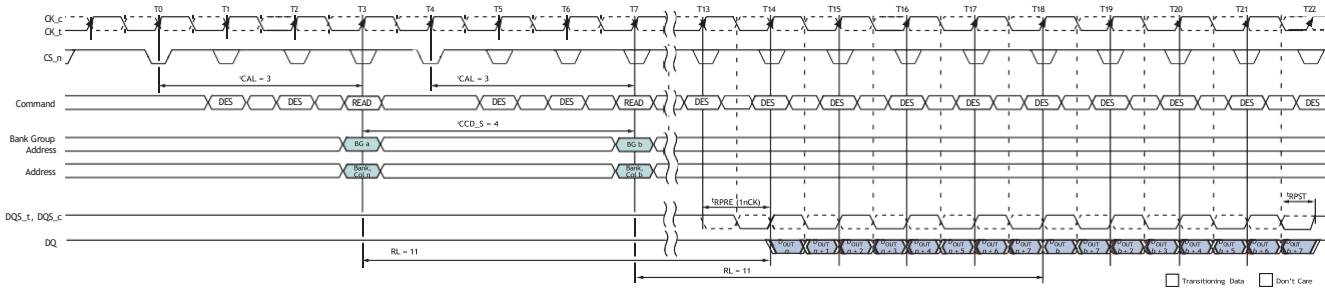 T0 T1 T2 T3 T4 T5 T6 T7 T13 T14 T15 T16 T17 T18 T19 T20 T21 T22
CK_c
CK_t
CS_n
tCAL = 3 tCAL = 3
Command DES DES READ DES DES READ DES DES DES DES DES DES DES DES DES DES
tCCD_S = 4
Bank Group
Address BG a BG b
Address Bank, Col n Bank, Col b
tRPRE (1nCK) tRPST
DQS_t, DQS_c
DQ DOUT n DOUT n + 1 DOUT n + 2 DOUT n + 3 DOUT n + 4 DOUT n + 5 DOUT n + 6 DOUT n + 7 DOUT b DOUT b + 2 DOUT b + 3 DOUT b + 4 DOUT b + 5 DOUT b + 6 DOUT b + 7
RL = 11
RL = 11
Transitioning Data Don't Care